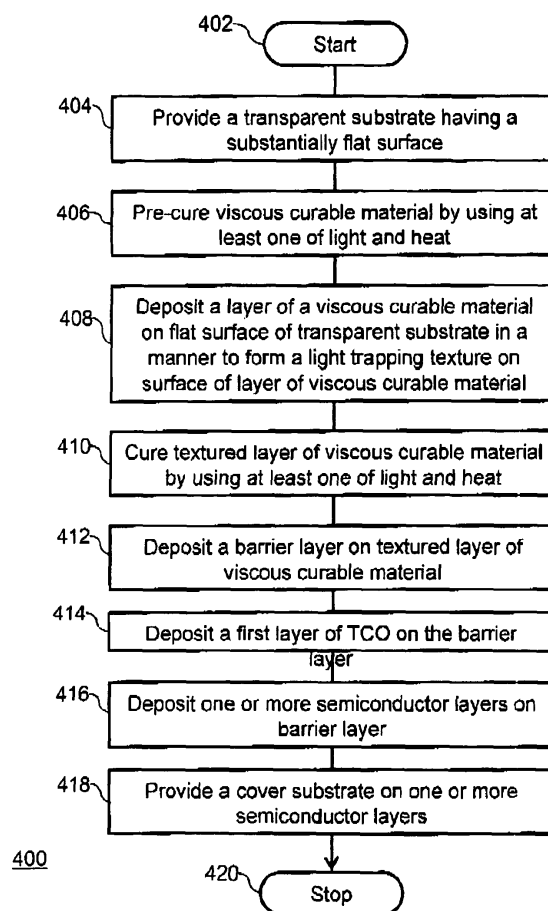 402
Start
404
Provide a transparent substrate having a
substantially flat surface
406
Pre-cure viscous curable material by using at
least one of light and heat
408
Deposit a layer of a viscous curable material
on flat surface of transparent substrate in a
manner to form a light trapping texture on
surface of layer of viscous curable material
410
Cure textured layer of viscous curable material
by using at least one of light and heat
412
Deposit a barrier layer on textured layer of
viscous curable material
414
Deposit a first layer of TCO on the barrier
layer
416
Deposit one or more semiconductor layers on
barrier layer
418
Provide a cover substrate on one or more
semiconductor layers
400
420
Stop